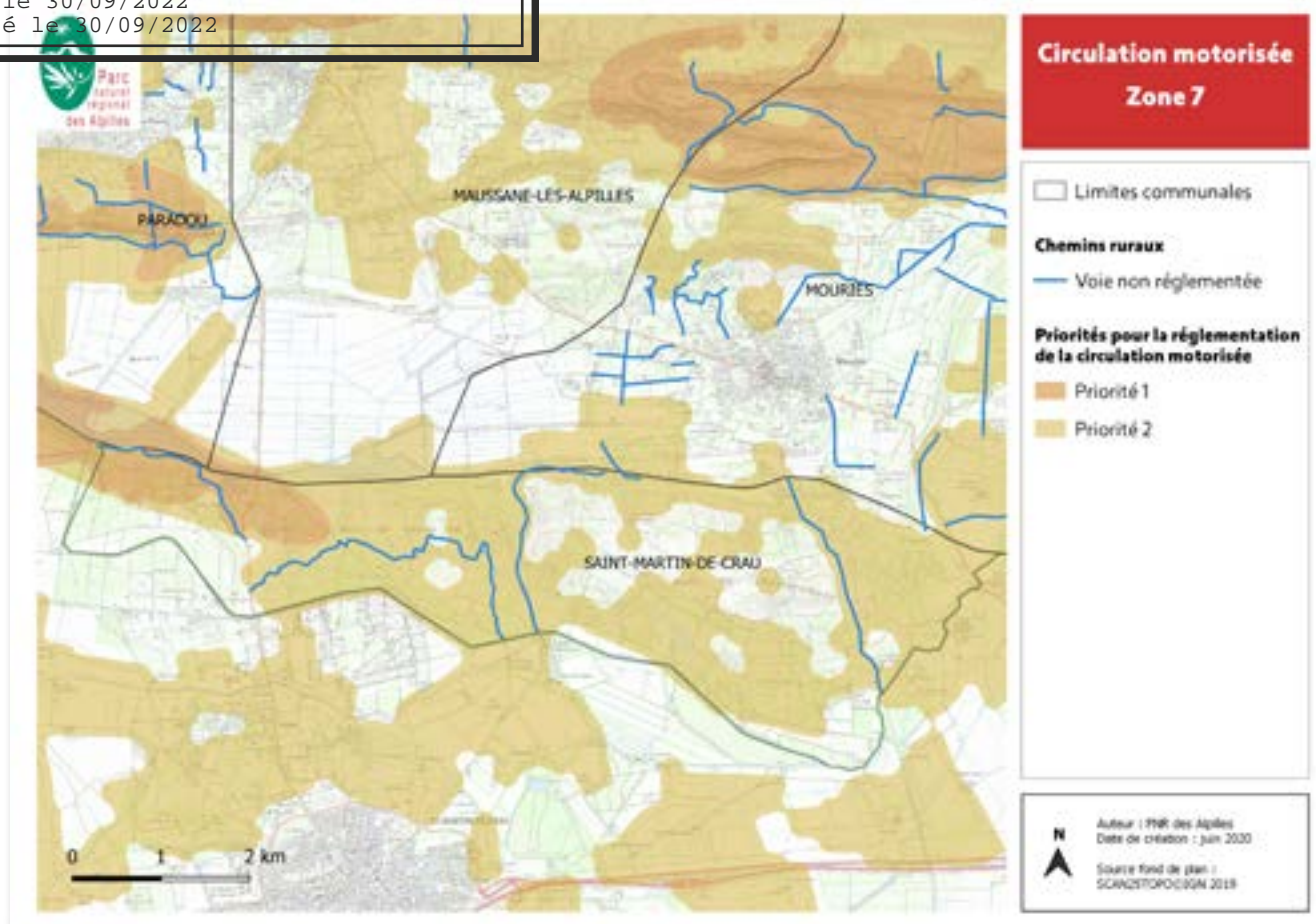 le 30/09/2022
é le 30/09/2022
Parc
naturel
régional
des Alpilles
Circulation motorisée
Zone 7
Limites communales
Chemins ruraux
Voie non réglementée
Priorités pour la réglementation
de la circulation motorisée
Priorité 1
Priorité 2
MAUSSANE-LES-ALPILLES
PARADOU
MOURIÈS
SAINT-MARTIN-DE-CRAU
0 1 2 km
N
Auteur : PNR des Alpilles
Date de création : juin 2020
Source fond de plan :
SCAN25TOPO©IGN 2019